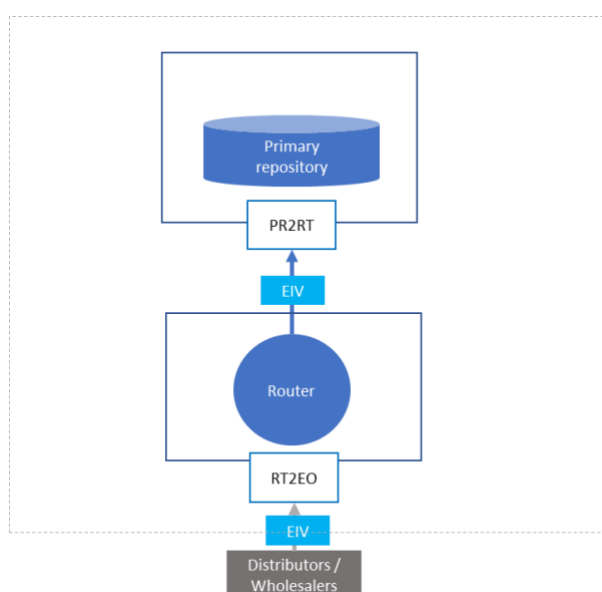 Primary
repository
PR2RT
EIV
Router
RT2EO
EIV
Distributors /
Wholesalers